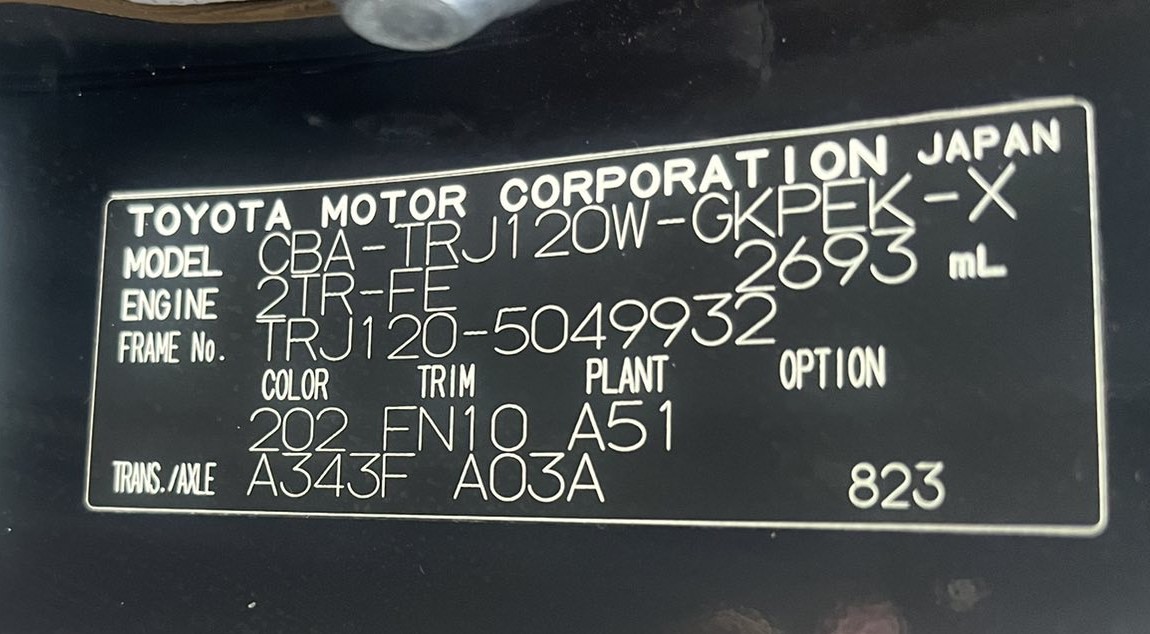 TOYOTA MOTOR CORPORATION JAPAN
MODEL CBA-TRJ120W-GKPEK-X
ENGINE 2TR-FE 2693 mL
FRAME No. TRJ120-5049932
COLOR TRIM PLANT OPTION
202 FN10 A51
TRANS./AXLE A343F A03A 823